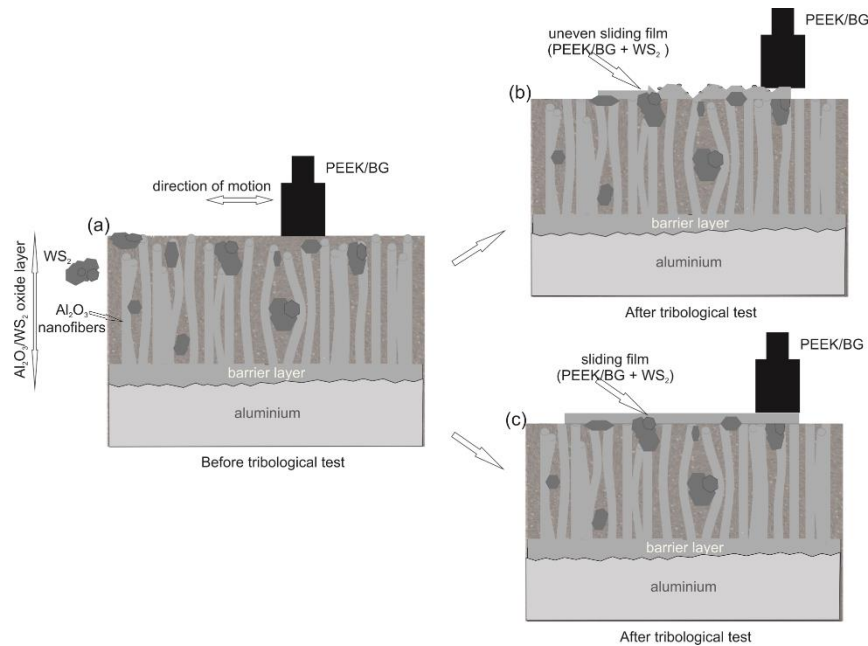 (a)
direction of motion
PEEK/BG
Al₂O₃/WS₂ oxide layer
WS₂
Al₂O₃
nanofibers
barrier layer
aluminium
Before tribological test
(b)
uneven sliding film
(PEEK/BG + WS₂ )
PEEK/BG
barrier layer
aluminium
After tribological test
(c)
sliding film
(PEEK/BG + WS₂)
PEEK/BG
barrier layer
aluminium
After tribological test